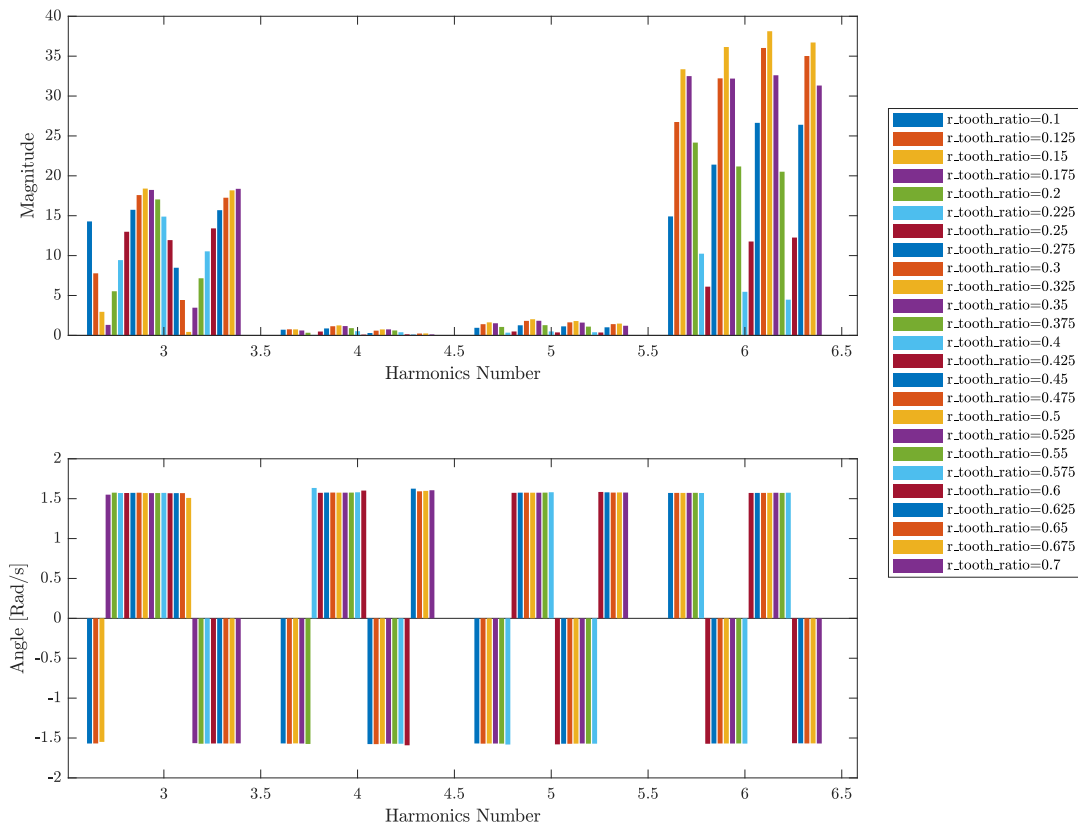 40
35
30
25
20
15
10
5
0
Magnitude
3
3.5
4
4.5
5
5.5
6
6.5
Harmonics Number
2
1.5
1
0.5
0
-0.5
-1
-1.5
-2
Angle [Rad/s]
3
3.5
4
4.5
5
5.5
6
6.5
Harmonics Number
r_tooth_ratio=0.1
r_tooth_ratio=0.125
r_tooth_ratio=0.15
r_tooth_ratio=0.175
r_tooth_ratio=0.2
r_tooth_ratio=0.225
r_tooth_ratio=0.25
r_tooth_ratio=0.275
r_tooth_ratio=0.3
r_tooth_ratio=0.325
r_tooth_ratio=0.35
r_tooth_ratio=0.375
r_tooth_ratio=0.4
r_tooth_ratio=0.425
r_tooth_ratio=0.45
r_tooth_ratio=0.475
r_tooth_ratio=0.5
r_tooth_ratio=0.525
r_tooth_ratio=0.55
r_tooth_ratio=0.575
r_tooth_ratio=0.6
r_tooth_ratio=0.625
r_tooth_ratio=0.65
r_tooth_ratio=0.675
r_tooth_ratio=0.7